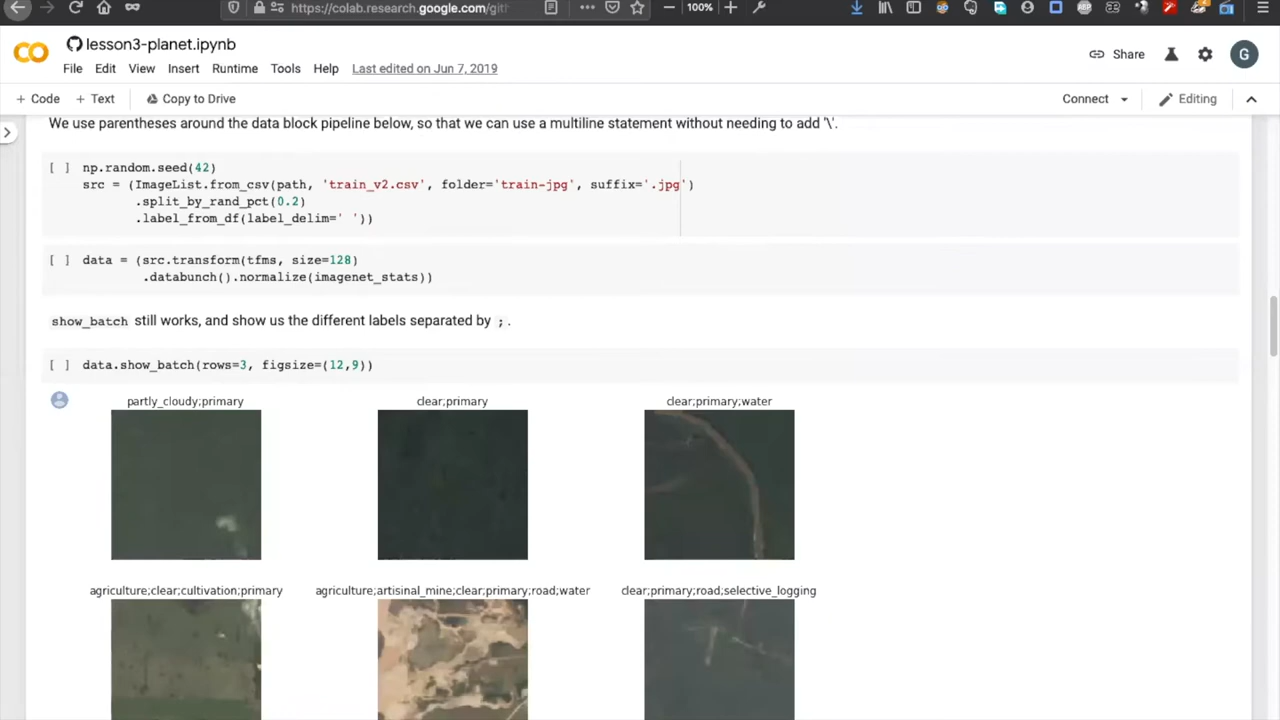 https://colab.research.google.com/gith
100%
lesson3-planet.ipynb
Share
G
File Edit View Insert Runtime Tools Help Last edited on Jun 7, 2019
+ Code + Text Copy to Drive
Connect
Editing
We use parentheses around the data block pipeline below, so that we can use a multiline statement without needing to add '\'.
[ ] np.random.seed(42)
src = (ImageList.from_csv(path, 'train_v2.csv', folder='train-jpg', suffix='.jpg')
.split_by_rand_pct(0.2)
.label_from_df(label_delim=' '))
[ ] data = (src.transform(tfms, size=128)
.databunch().normalize(imagenet_stats))
show_batch still works, and show us the different labels separated by ;.
[ ] data.show_batch(rows=3, figsize=(12,9))
partly_cloudy;primary
clear;primary
clear;primary;water
agriculture;clear;cultivation;primary
agriculture;artisinal_mine;clear;primary;road;water
clear;primary;road;selective_logging